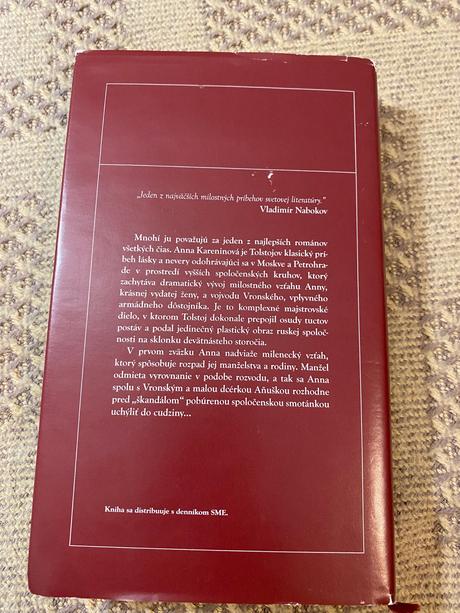 „Jeden z najväčších milostných príbehov svetovej literatúry."
Vladimir Nabokov
Mnohí ju považujú za jeden z najlepších románov
všetkých čias. Anna Kareninová je Tolstojov klasický prí-
beh lásky a nevery odohrávajúci sa v Moskve a Petrohra-
de v prostredí vyšších spoločenských kruhov, ktorý
zachytáva dramatický vývoj milostného vzťahu Anny,
krásnej vydatej ženy, a vojvodu Vronského, vplyvného
armádneho dôstojníka. Je to komplexné majstrovské
dielo, v ktorom Tolstoj dokonale prepojil osudy tuctov
postáv a podal jedinečný plastický obraz ruskej spoloč-
nosti na sklonku devätnásteho storočia.
V prvom zväzku Anna nadviaže milenecký vzťah,
ktorý spôsobuje rozpad jej manželstva a rodiny. Manžel
odmieta vyrovnanie v podobe rozvodu, a tak sa Anna
spolu s Vronským a malou dcérkou Aňuškou rozhodne
pred „škandálom" pobúrenou spoločenskou smotánkou
uchýliť do cudziny...
Kniha sa distribuuje s denníkom SME.